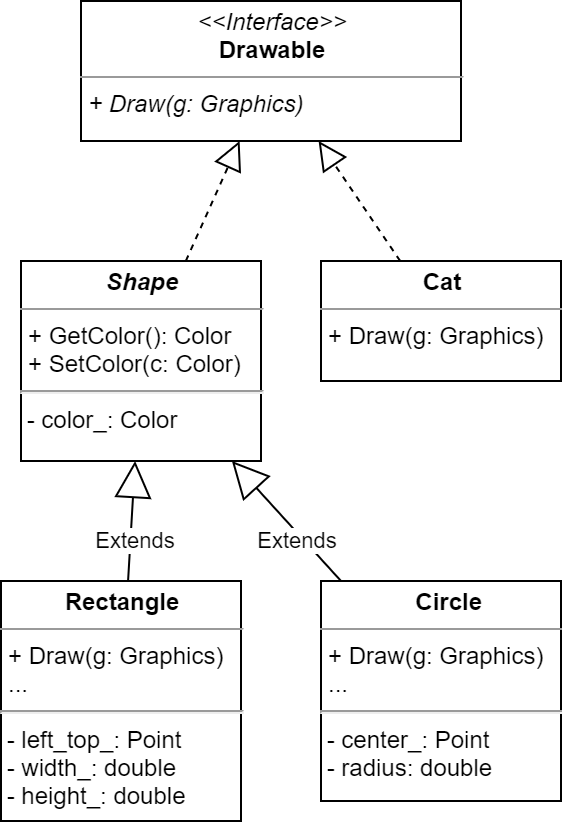 <<Interface>>
Drawable
+ Draw(g: Graphics)
Shape
+ GetColor(): Color
+ SetColor(c: Color)
- color_: Color
Cat
+ Draw(g: Graphics)
Extends
Extends
Rectangle
+ Draw(g: Graphics)
...
- left_top_: Point
- width_: double
- height_: double
Circle
+ Draw(g: Graphics)
...
- center_: Point
- radius: double